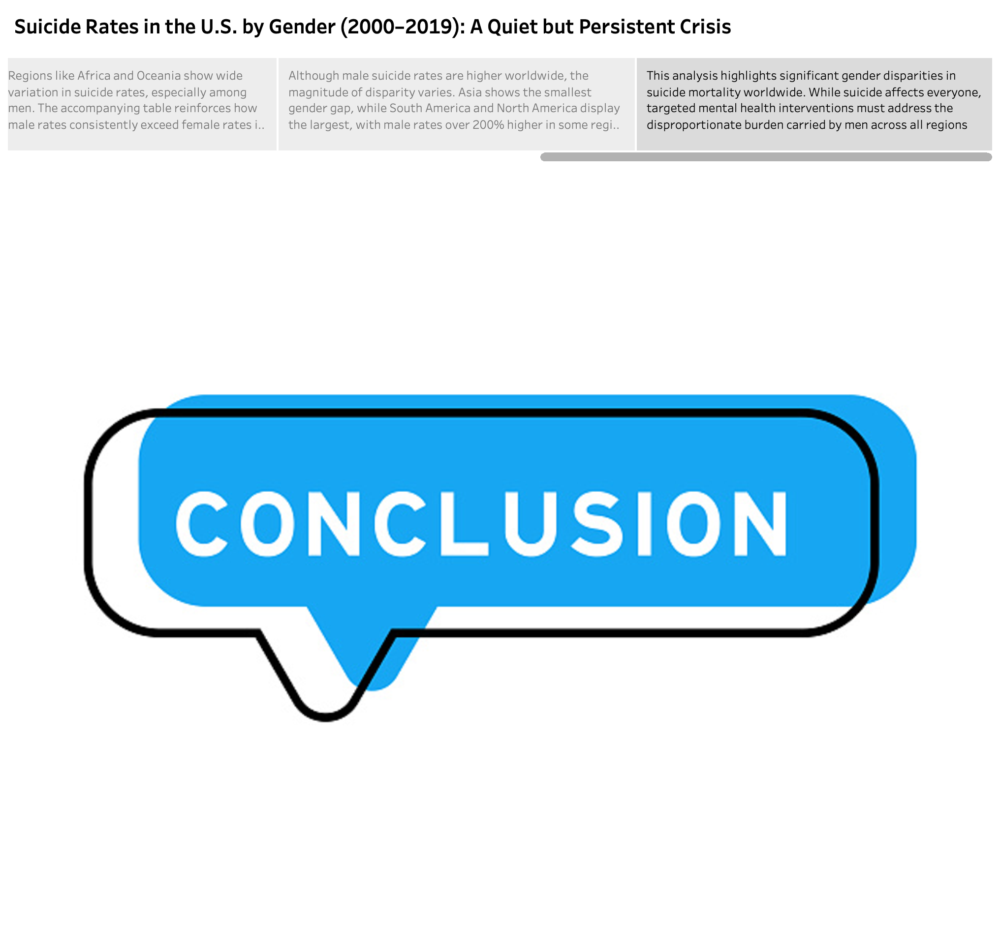 Suicide Rates in the U.S. by Gender (2000–2019): A Quiet but Persistent Crisis
Regions like Africa and Oceania show wide
variation in suicide rates, especially among
men. The accompanying table reinforces how
male rates consistently exceed female rates i..
Although male suicide rates are higher worldwide, the
magnitude of disparity varies. Asia shows the smallest
gender gap, while South America and North America display
the largest, with male rates over 200% higher in some regi..
This analysis highlights significant gender disparities in
suicide mortality worldwide. While suicide affects everyone,
targeted mental health interventions must address the
disproportionate burden carried by men across all regions
CONCLUSION